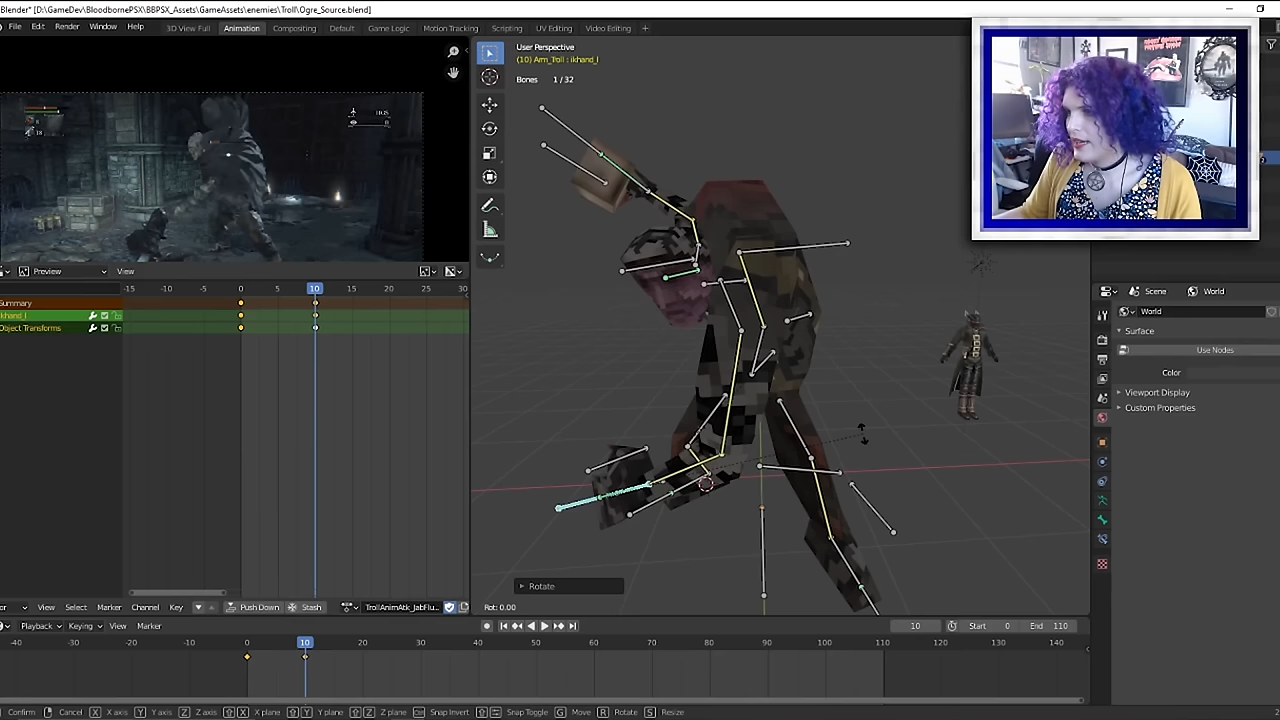 Blender* [D:\GameDev\BloodbornePSX\BBPSX_Assets\GameAssets\enemies\Troll\Ogre_Source.blend]
File Edit Render Window Help 3D View Full Animation Compositing Default Game Logic Motion Tracking Scripting UV Editing Video Editing +
User Perspective
(10) Arm_Troll : ikhand_l
Bones 1 / 32
18
Preview View
-15 -10 -5 0 5 10 15 20 25 30
Summary
ikhand_l
Object Transforms
Scene World
World
Surface
Use Nodes
Color
Viewport Display
Custom Properties
Rotate
Rot: 0.00
View Select Marker Channel Key Push Down Stash TrollAnimAtk_JabFlu...
Playback Keying View Marker 10 Start 0 End 110
-40 -30 -20 -10 0 10 20 30 40 50 60 70 80 90 100 110 120 130 140
Confirm Cancel X X axis Y Y axis Z Z axis X X plane Y Y plane Z Z plane Ctrl Snap Invert Snap Toggle G Move R Rotate S Resize